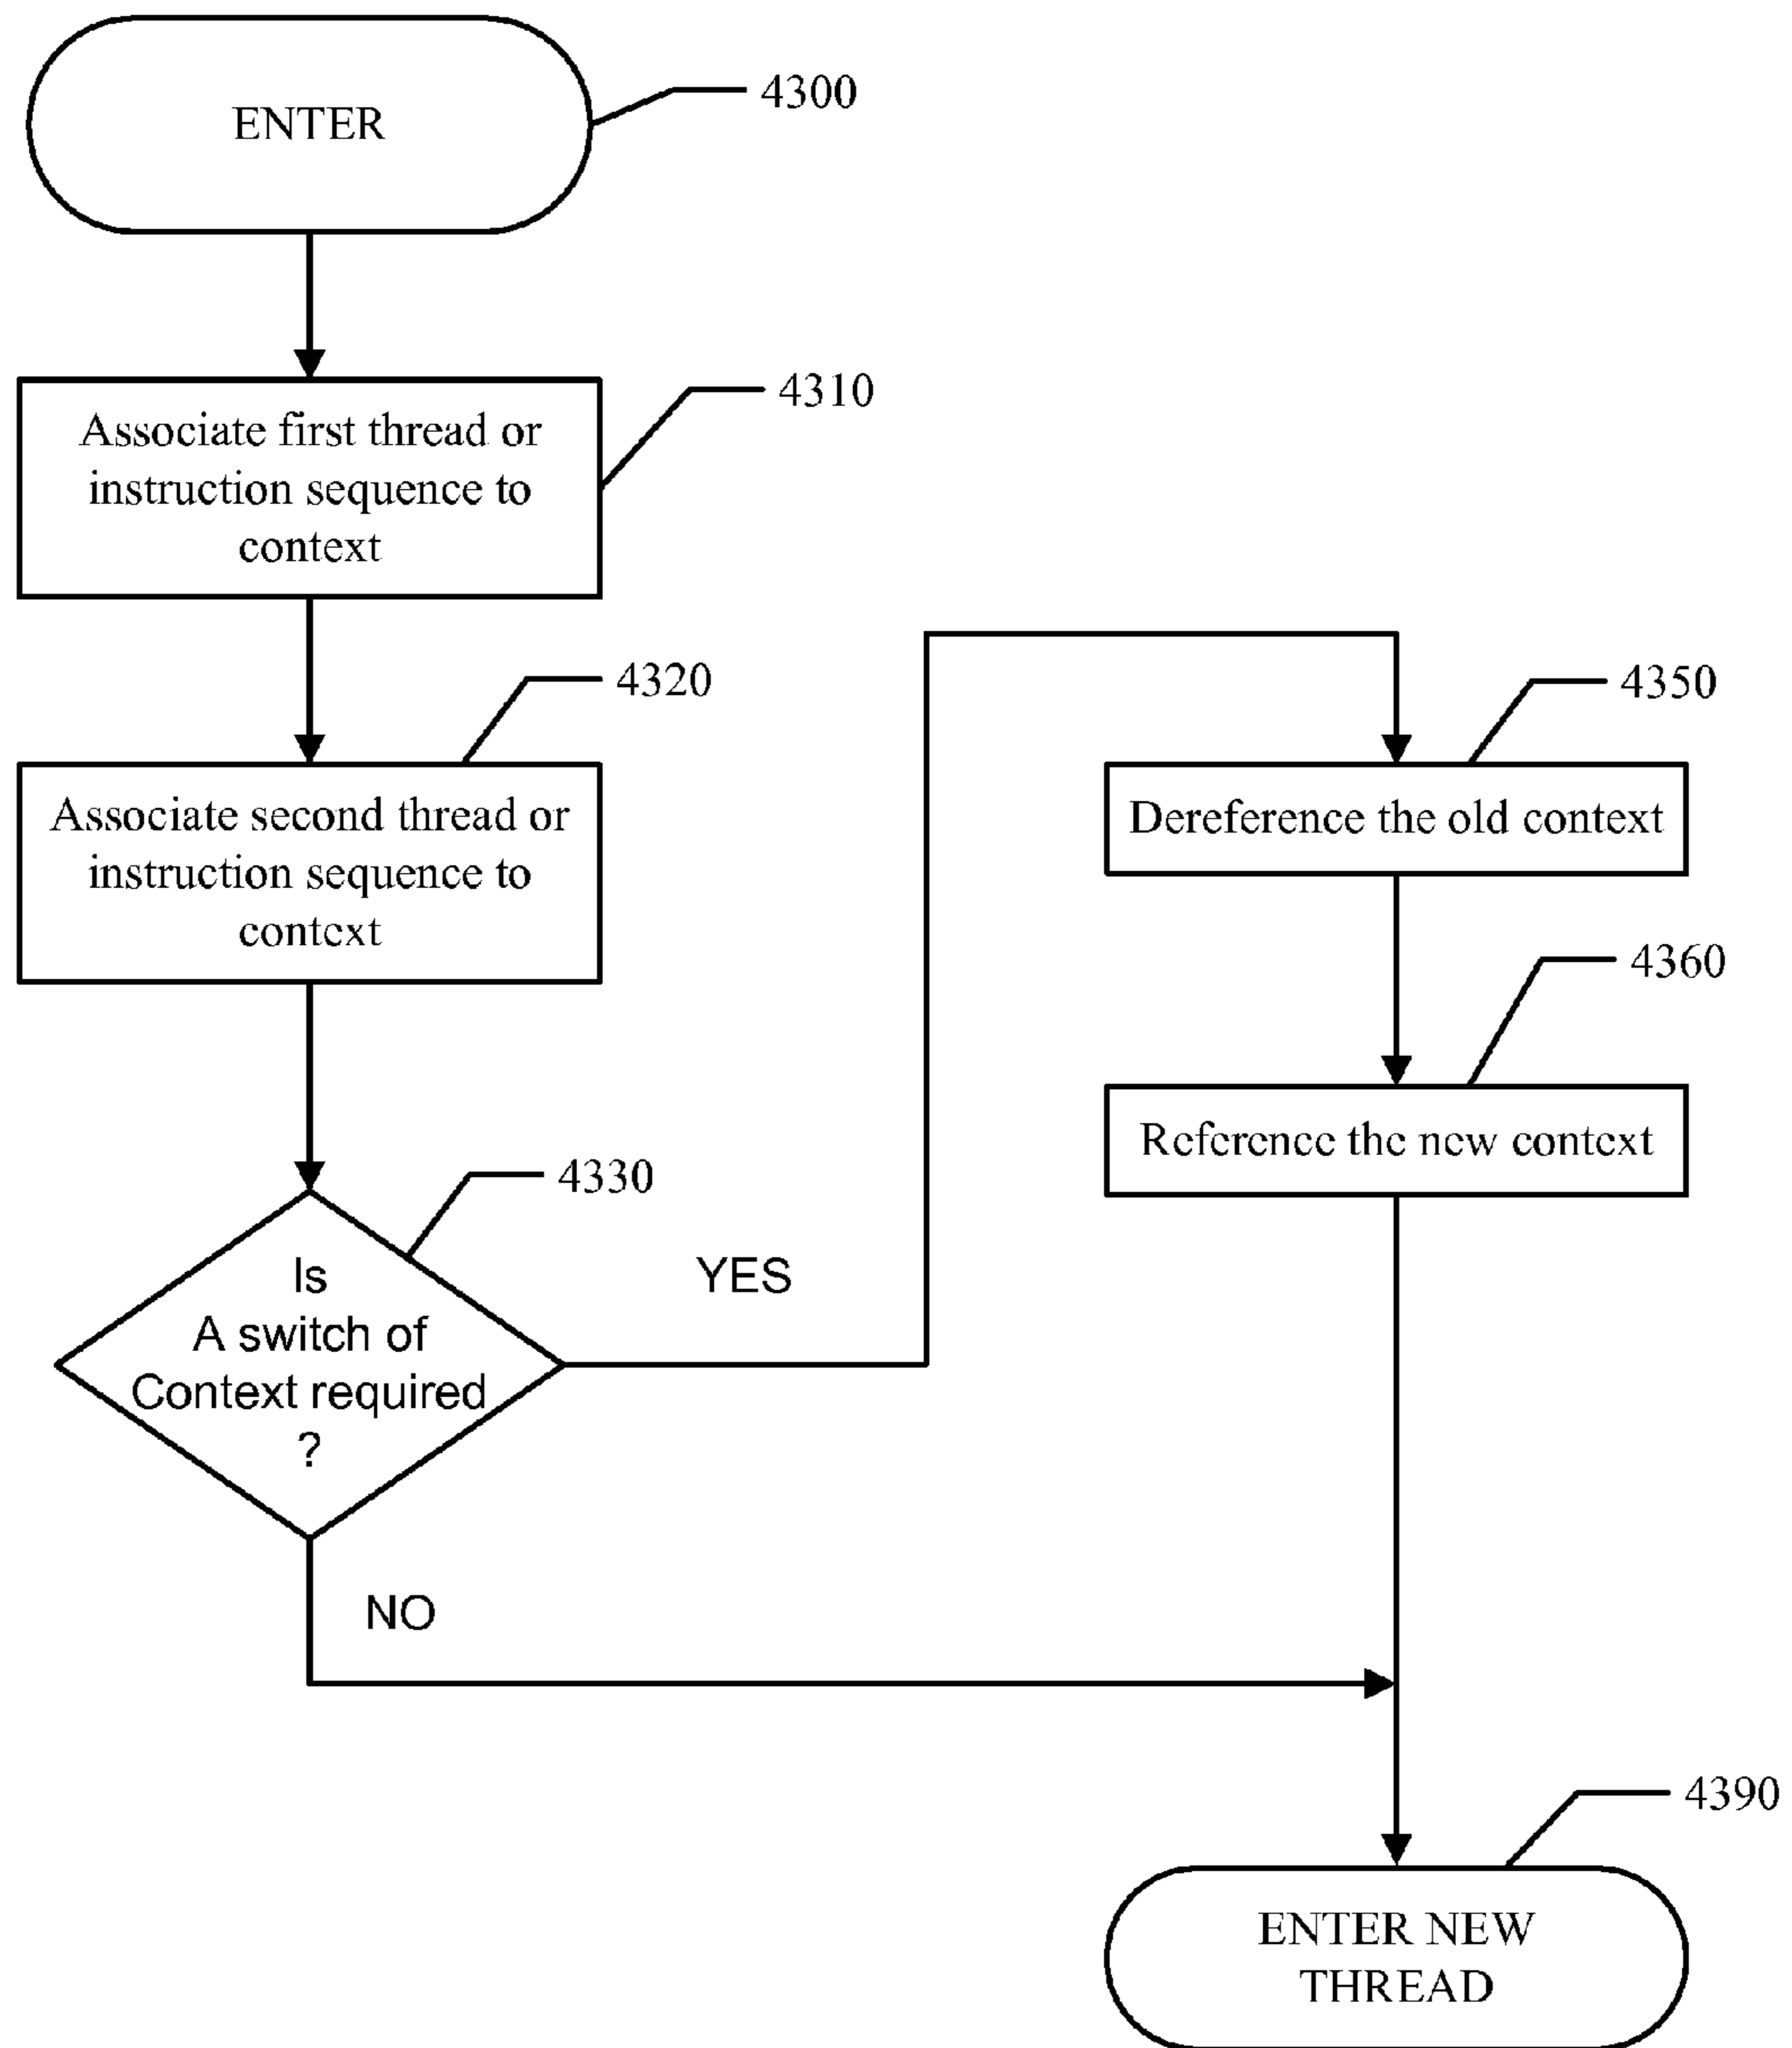 ENTER
4300
Associate first thread or
instruction sequence to
context
4310
Associate second thread or
instruction sequence to
context
4320
Is
A switch of
Context required
?
4330
YES
NO
Dereference the old context
4350
Reference the new context
4360
ENTER NEW
THREAD
4390